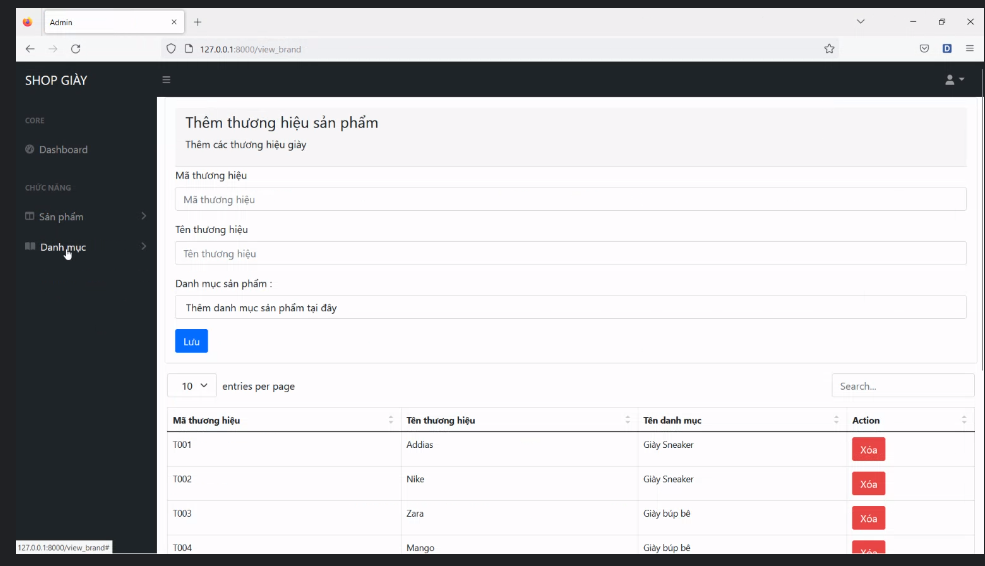 Admin
127.0.0.1:8000/view_brand
SHOP GIÀY
CORE
Dashboard
CHỨC NĂNG
Sản phẩm
Danh mục
Thêm thương hiệu sản phẩm
Thêm các thương hiệu giày
Mã thương hiệu
Mã thương hiệu
Tên thương hiệu
Tên thương hiệu
Danh mục sản phẩm :
Thêm danh mục sản phẩm tại đây
Lưu
10 entries per page
Search...
Mã thương hiệu Tên thương hiệu Tên danh mục Action
T001 Addias Giày Sneaker Xóa
T002 Nike Giày Sneaker Xóa
T003 Zara Giày búp bê Xóa
T004 Mango Giày búp bê Xóa
127.0.0.1:8000/view_brand#